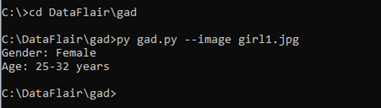 C:\>cd DataFlair\gad
C:\DataFlair\gad>py gad.py --image girl1.jpg
Gender: Female
Age: 25-32 years
C:\DataFlair\gad>